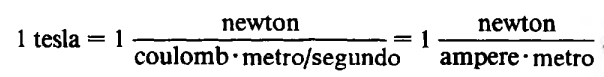 1 tesla = 1 newton / coulomb · metro/segundo = 1 newton / ampere · metro